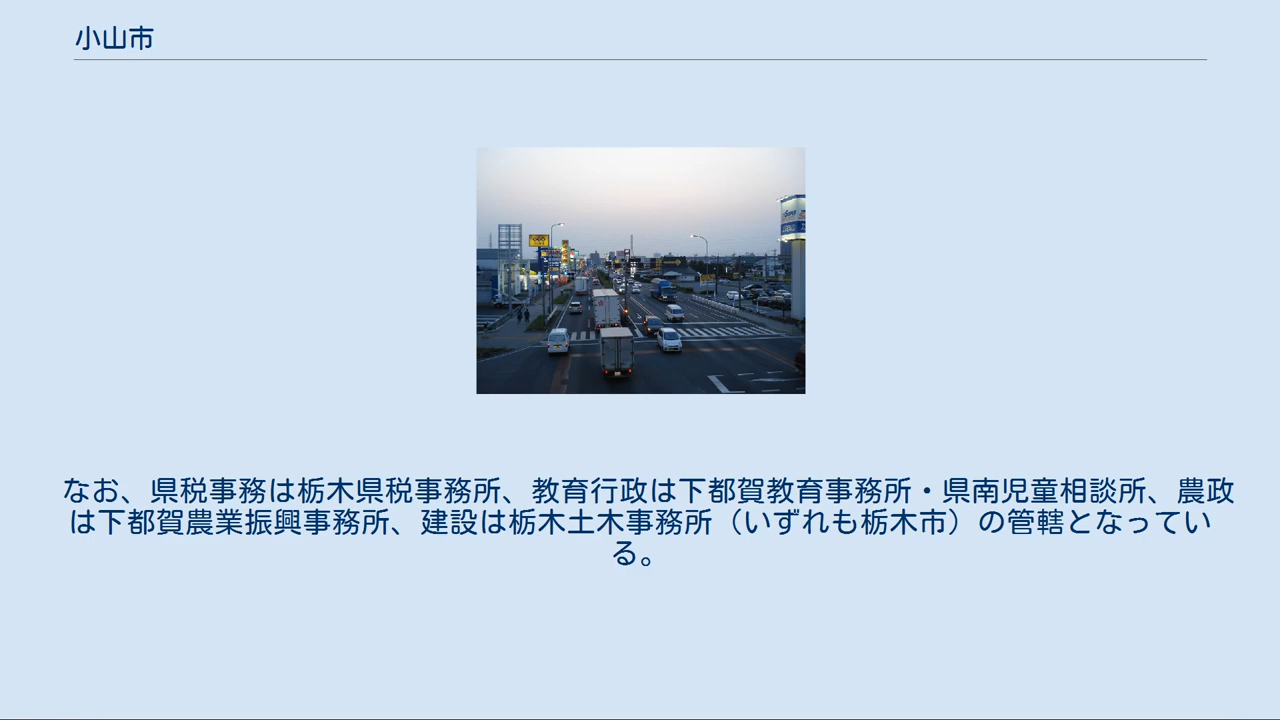 小山市
なお、県税事務は栃木県税事務所、教育行政は下都賀教育事務所・県南児童相談所、農政
は下都賀農業振興事務所、建設は栃木土木事務所（いずれも栃木市）の管轄となってい
る。